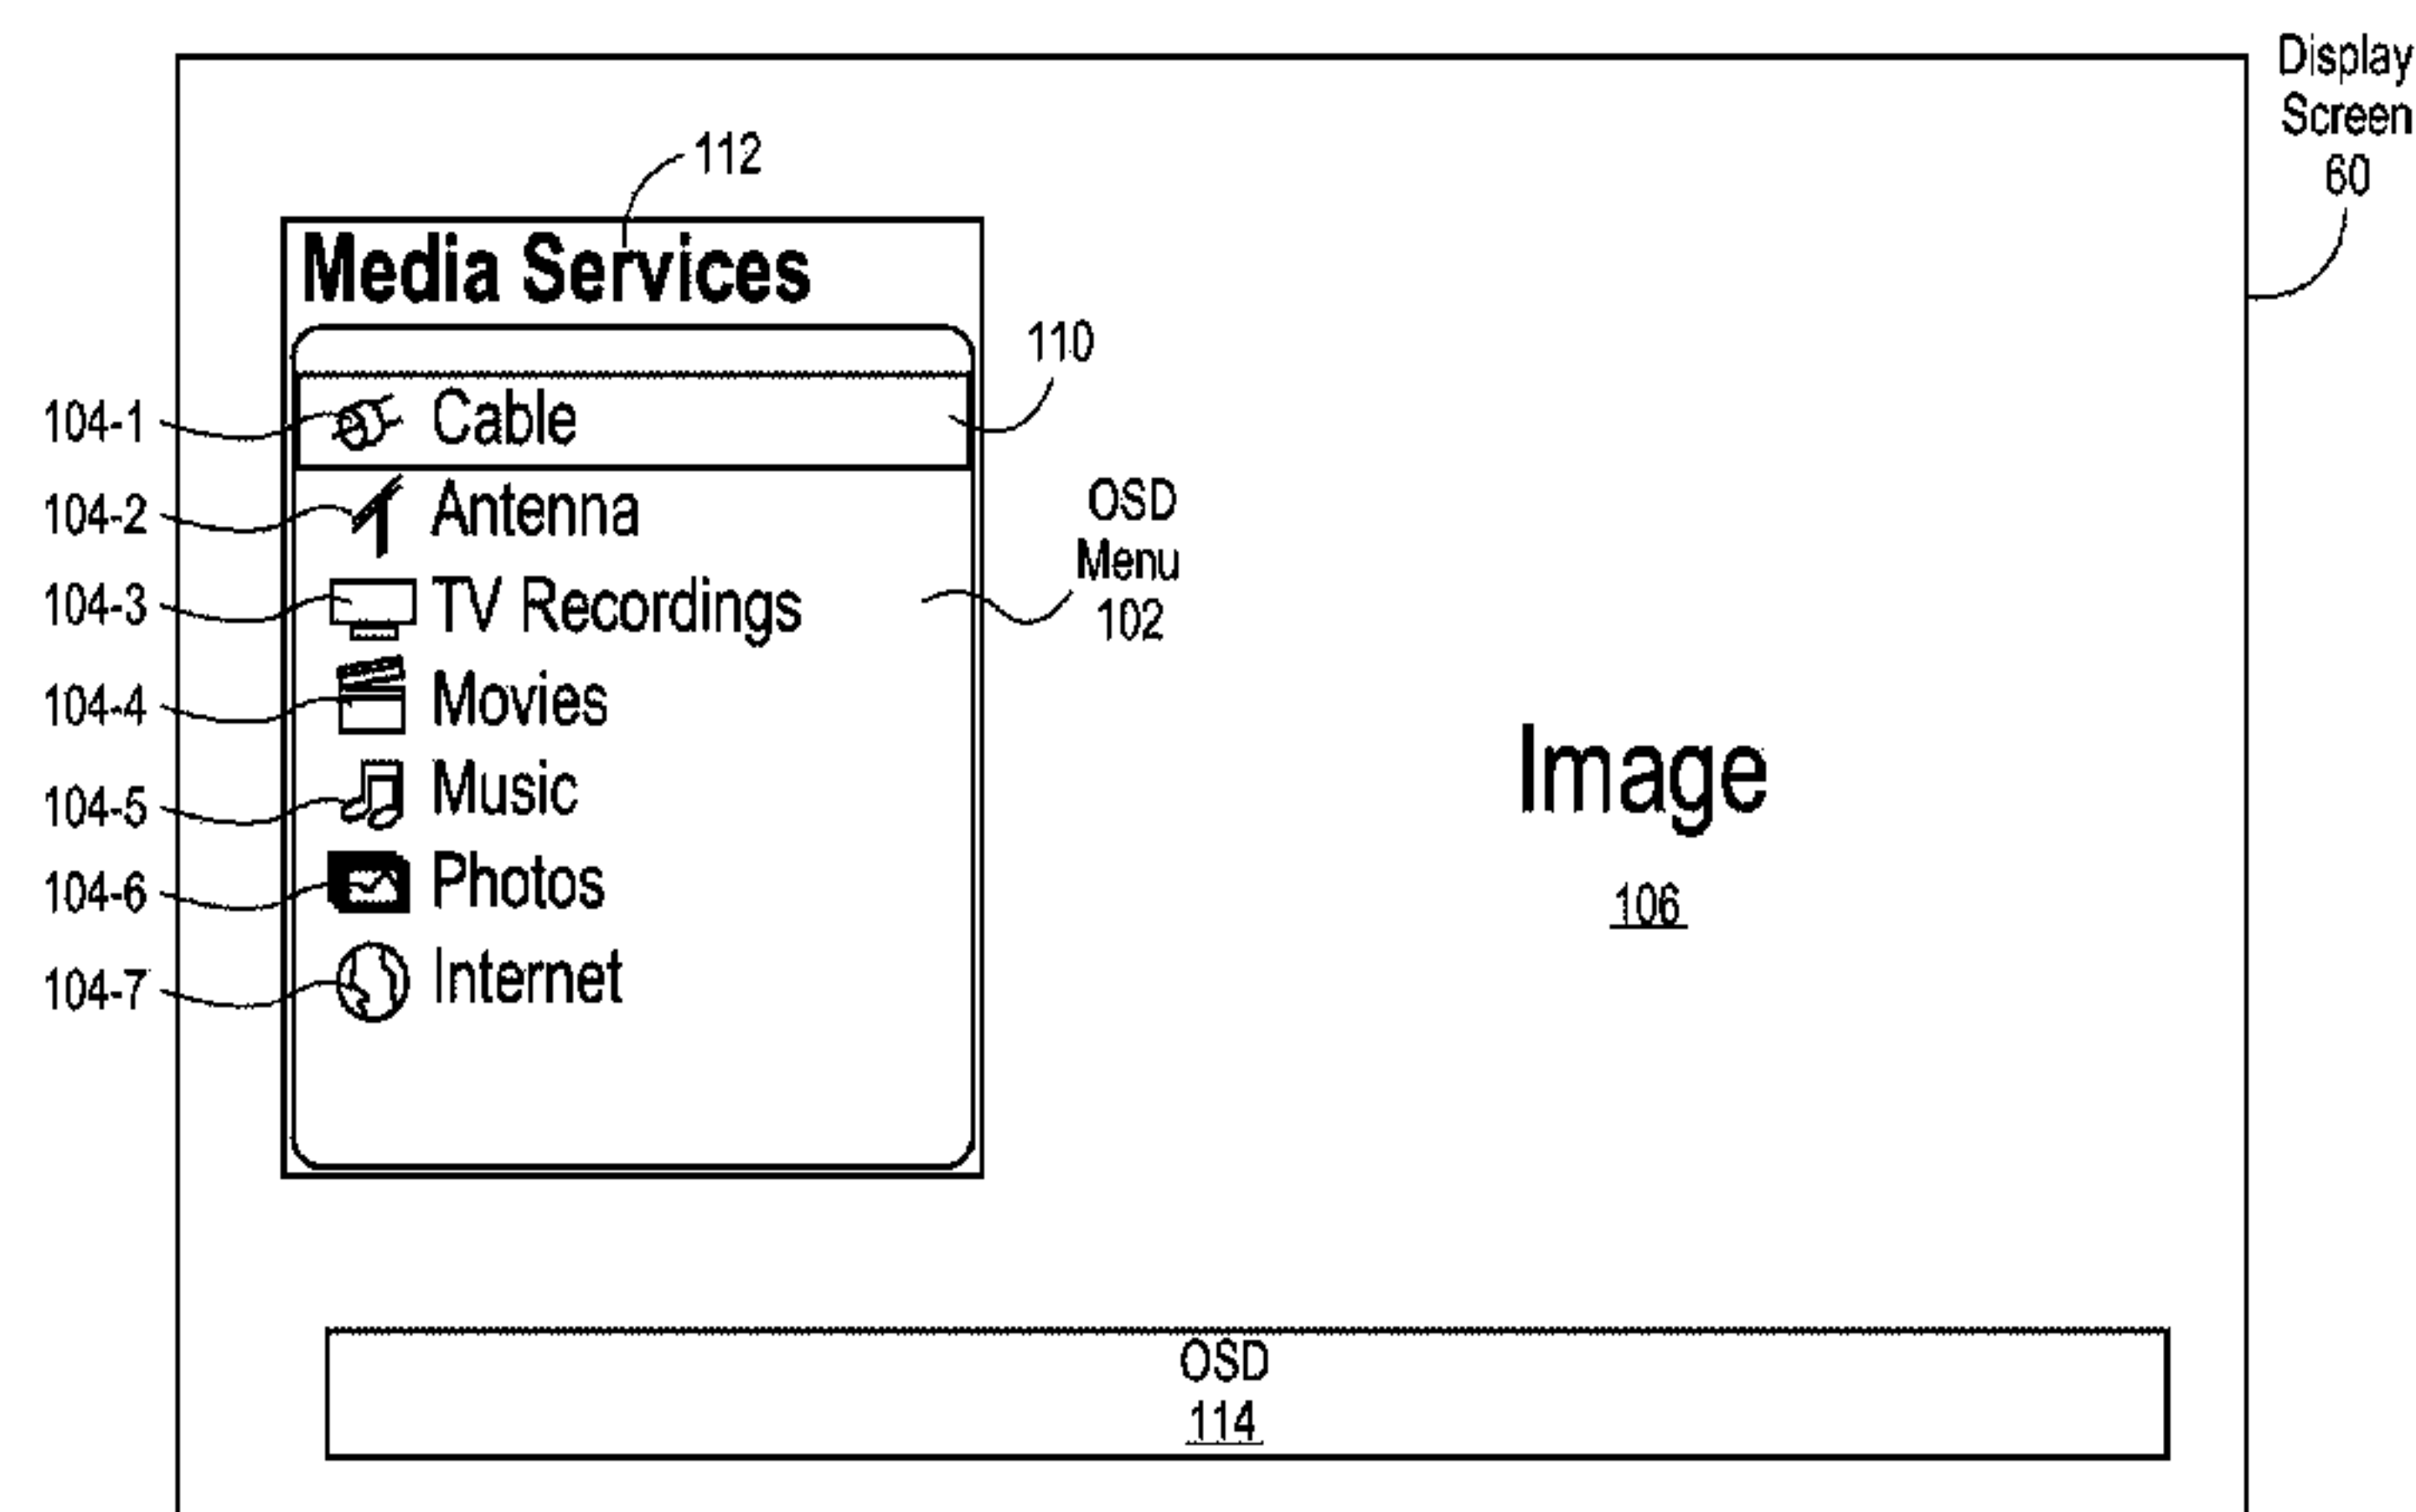 Display
Screen
60
112
Media Services
110
104-1 Cable
104-2 Antenna
OSD
Menu
102
104-3 TV Recordings
104-4 Movies
Image
106
104-5 Music
104-6 Photos
104-7 Internet
OSD
114